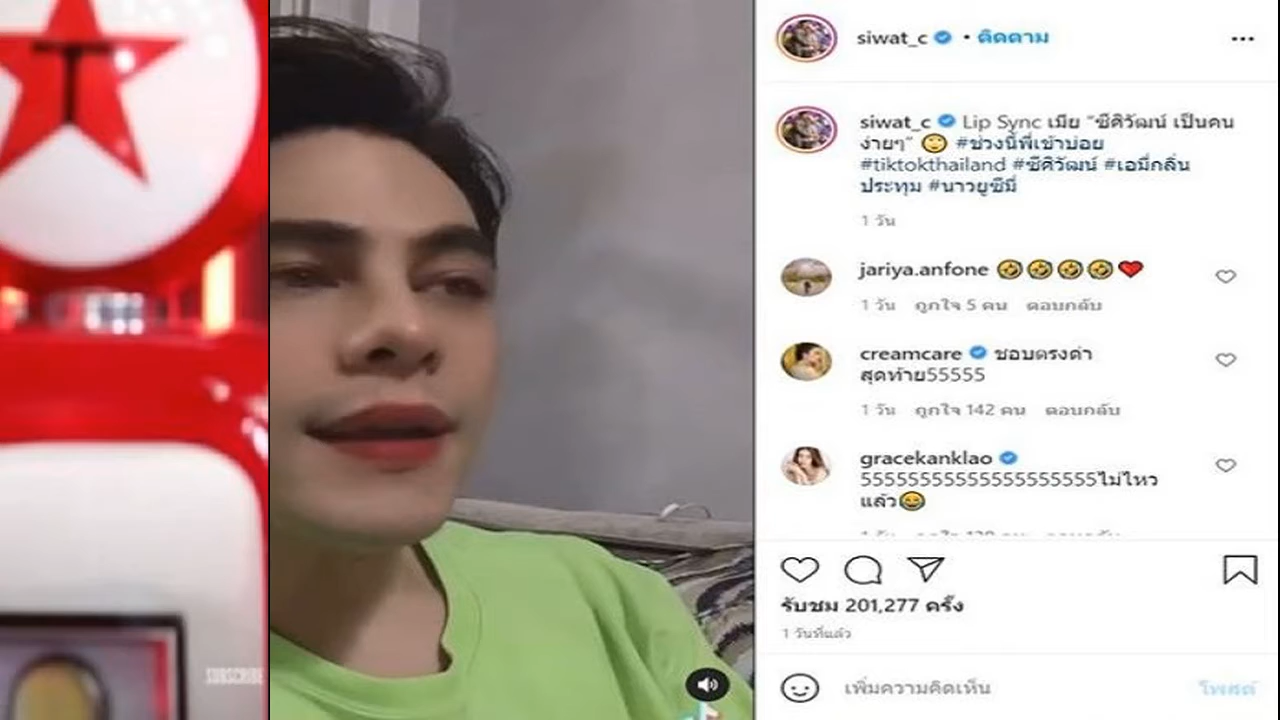 T
SUBSCRIBE
siwat_c • ติดตาม
siwat_c Lip Sync เมีย "ซีศิวัฒน์ เป็นคน
ง่ายๆ" 🙄 #ช่วงนี้พี่เข้าบ่อย
#tiktokthailand #ซีศิวัฒน์ #เอมี่กลิ่น
ประทุม #นาวยูซีมี่
1 วัน
jariya.anfone 🤣🤣🤣🤣❤️
1 วัน ถูกใจ 5 คน ตอบกลับ
creamcare ชอบตรงคำ
สุดท้าย55555
1 วัน ถูกใจ 142 คน ตอบกลับ
gracekanklao
5555555555555555555555ไม่ไหว
แล้ว😂
รับชม 201,277 ครั้ง
1 วันที่แล้ว
เพิ่มความคิดเห็น
โพสต์